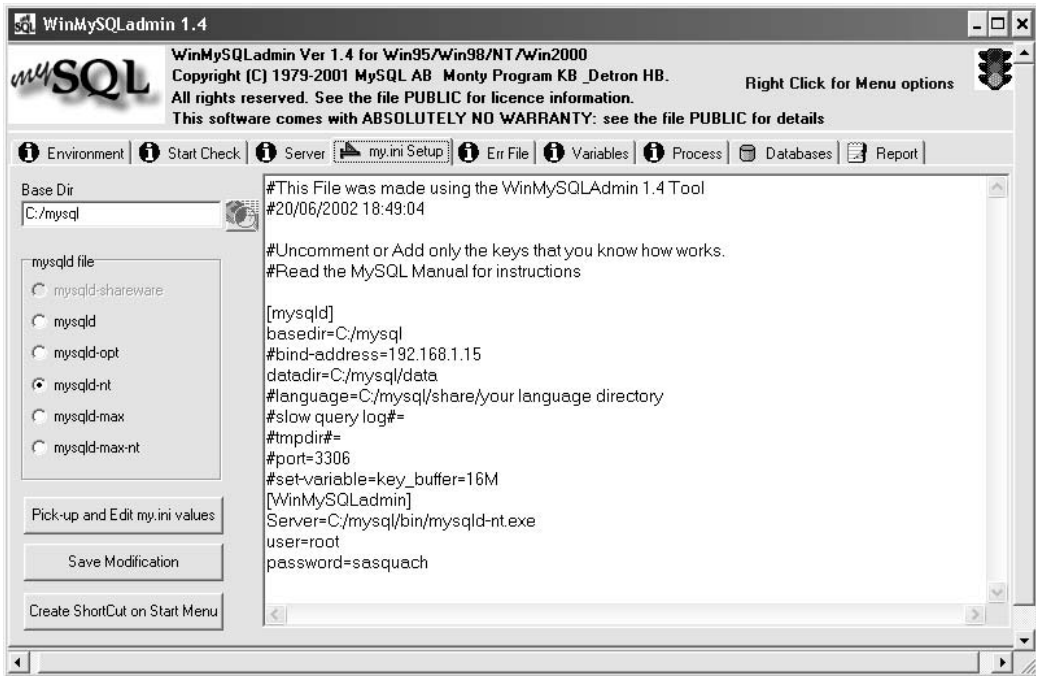 WinMySQLadmin 1.4
mySQL
WinMySQLadmin Ver 1.4 for Win95/Win98/NT/Win2000
Copyright (C) 1979-2001 MySQL AB Monty Program KB _Detron HB.
All rights reserved. See the file PUBLIC for licence information.
This software comes with ABSOLUTELY NO WARRANTY: see the file PUBLIC for details
Right Click for Menu options
Environment Start Check Server my.ini Setup Err File Variables Process Databases Report
Base Dir
C:/mysql
mysqld file
mysqld-shareware
mysqld
mysqld-opt
mysqld-nt
mysqld-max
mysqld-max-nt
Pick-up and Edit my.ini values
Save Modification
Create ShortCut on Start Menu
#This File was made using the WinMySQLAdmin 1.4 Tool
#20/06/2002 18:49:04
#Uncomment or Add only the keys that you know how works.
#Read the MySQL Manual for instructions
[mysqld]
basedir=C:/mysql
#bind-address=192.168.1.15
datadir=C:/mysql/data
#language=C:/mysql/share/your language directory
#slow query log#=
#tmpdir#=
#port=3306
#set-variable=key_buffer=16M
[WinMySQLadmin]
Server=C:/mysql/bin/mysqld-nt.exe
user=root
password=sasquach